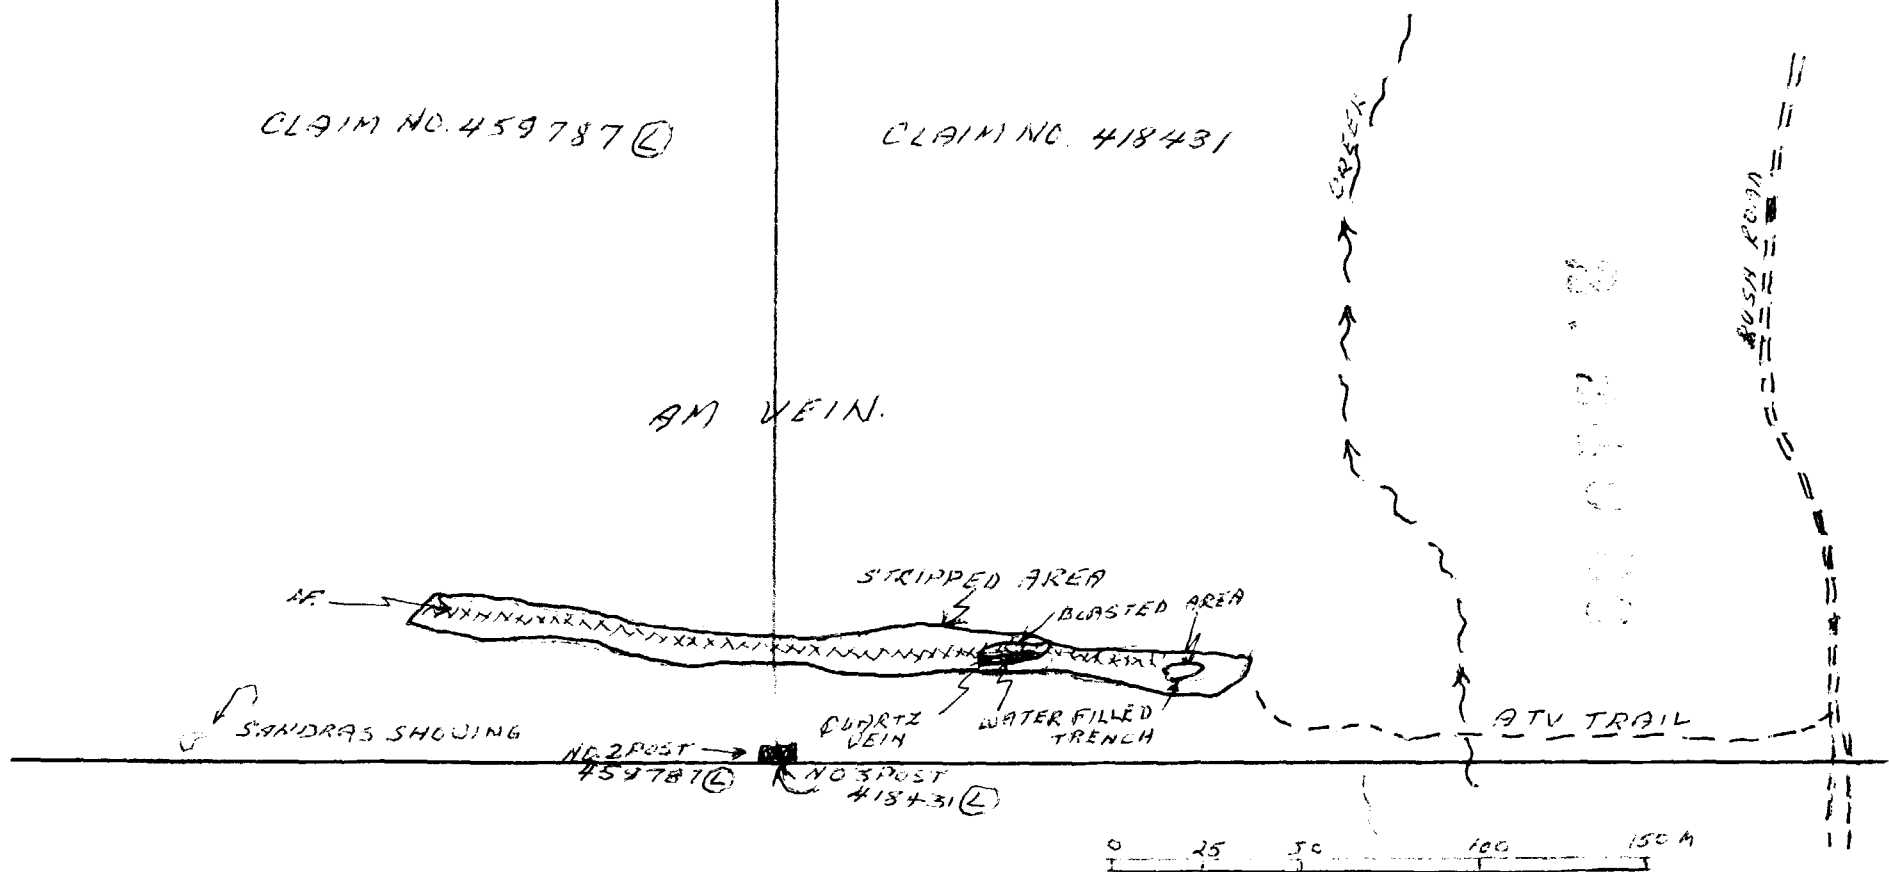 CLAIM NO. 459787 (L)
CLAIM NO. 418431
CREEK
BUSH ROAD
AM VEIN.
STRIPPED AREA
BLASTED AREA
SANDRAS SHOWING
QUARTZ
VEIN
WATER FILLED
TRENCH
ATV TRAIL
NO. 2 POST
459787 (L)
NO 3 POST
418431 (L)
0 25 50 100 150 M